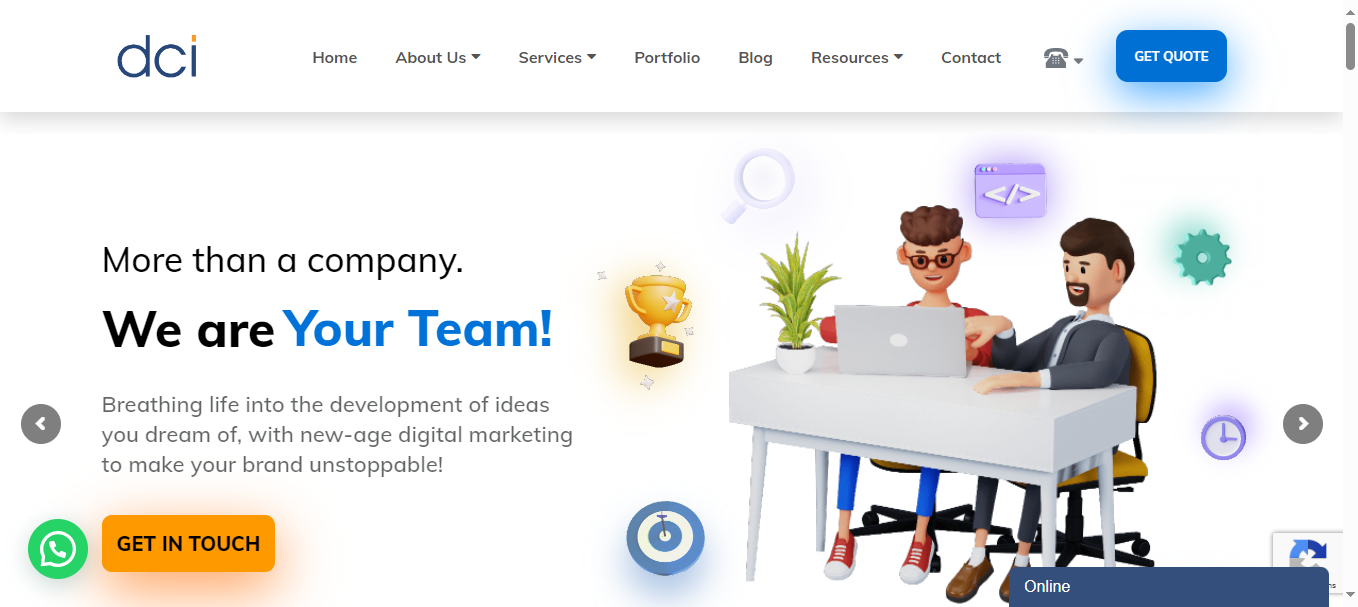 dci
Home
About Us
Services
Portfolio
Blog
Resources
Contact
GET QUOTE
</>
More than a company.
We are Your Team!
Breathing life into the development of ideas
you dream of, with new-age digital marketing
to make your brand unstoppable!
GET IN TOUCH
Online